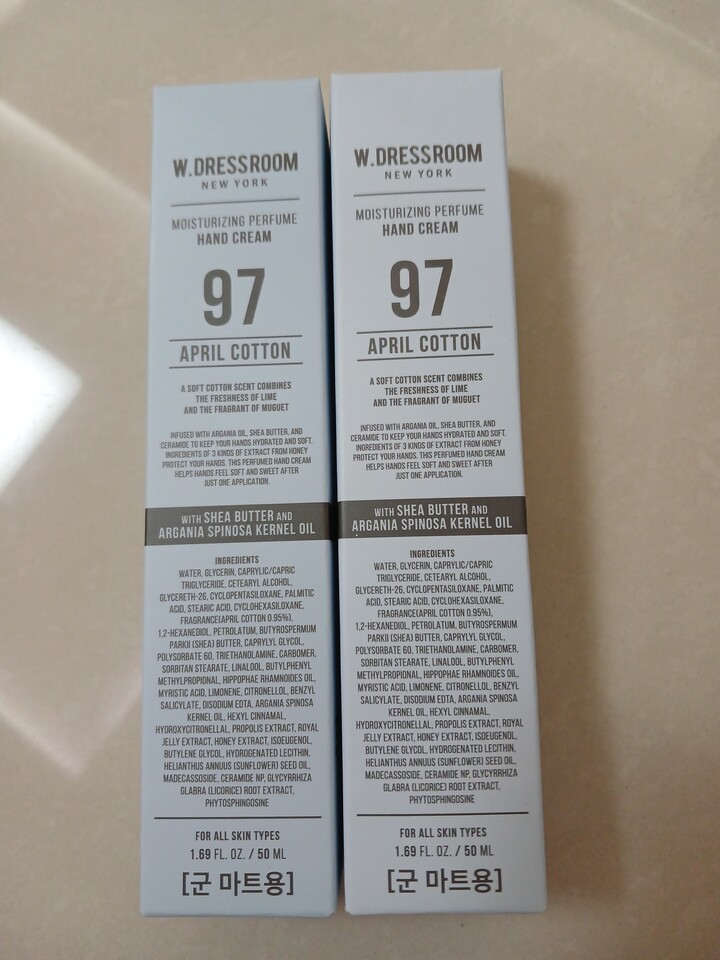 W.DRESSROOM
NEW YORK
MOISTURIZING PERFUME
HAND CREAM
97
APRIL COTTON
A SOFT COTTON SCENT COMBINES
THE FRESHNESS OF LIME
AND THE FRAGRANT OF MUGUET
INFUSED WITH ARGANIA OIL, SHEA BUTTER, AND
CERAMIDE TO KEEP YOUR HANDS HYDRATED AND SOFT.
INGREDIENTS OF 3 KINDS OF EXTRACT FROM HONEY
PROTECT YOUR HANDS. THIS PERFUMED HAND CREAM
HELPS HANDS FEEL SOFT AND SWEET AFTER
JUST ONE APPLICATION.
WITH SHEA BUTTER AND
ARGANIA SPINOSA KERNEL OIL
INGREDIENTS
WATER, GLYCERIN, CAPRYLIC/CAPRIC
TRIGLYCERIDE, CETEARYL ALCOHOL,
GLYCERETH-26, CYCLOPENTASILOXANE, PALMITIC
ACID, STEARIC ACID, CYCLOHEXASILOXANE,
FRAGRANCE(APRIL COTTON 0.95%),
1,2-HEXANEDIOL, PETROLATUM, BUTYROSPERMUM
PARKII (SHEA) BUTTER, CAPRYLYL GLYCOL,
POLYSORBATE 60, TRIETHANOLAMINE, CARBOMER,
SORBITAN STEARATE, LINALOOL, BUTYLPHENYL
METHYLPROPIONAL, HIPPOPHAE RHAMNOIDES OIL,
MYRISTIC ACID, LIMONENE, CITRONELLOL, BENZYL
SALICYLATE, DISODIUM EDTA, ARGANIA SPINOSA
KERNEL OIL, HEXYL CINNAMAL,
HYDROXYCITRONELLAL, PROPOLIS EXTRACT, ROYAL
JELLY EXTRACT, HONEY EXTRACT, ISOEUGENOL,
BUTYLENE GLYCOL, HYDROGENATED LECITHIN,
HELIANTHUS ANNUUS (SUNFLOWER) SEED OIL,
MADECASSOSIDE, CERAMIDE NP, GLYCYRRHIZA
GLABRA (LICORICE) ROOT EXTRACT,
PHYTOSPHINGOSINE
FOR ALL SKIN TYPES
1.69 FL. OZ. / 50 ML
[군 마트용]
W.DRESSROOM
NEW YORK
MOISTURIZING PERFUME
HAND CREAM
97
APRIL COTTON
A SOFT COTTON SCENT COMBINES
THE FRESHNESS OF LIME
AND THE FRAGRANT OF MUGUET
INFUSED WITH ARGANIA OIL, SHEA BUTTER, AND
CERAMIDE TO KEEP YOUR HANDS HYDRATED AND SOFT.
INGREDIENTS OF 3 KINDS OF EXTRACT FROM HONEY
PROTECT YOUR HANDS. THIS PERFUMED HAND CREAM
HELPS HANDS FEEL SOFT AND SWEET AFTER
JUST ONE APPLICATION.
WITH SHEA BUTTER AND
ARGANIA SPINOSA KERNEL OIL
INGREDIENTS
WATER, GLYCERIN, CAPRYLIC/CAPRIC
TRIGLYCERIDE, CETEARYL ALCOHOL,
GLYCERETH-26, CYCLOPENTASILOXANE, PALMITIC
ACID, STEARIC ACID, CYCLOHEXASILOXANE,
FRAGRANCE(APRIL COTTON 0.95%),
1,2-HEXANEDIOL, PETROLATUM, BUTYROSPERMUM
PARKII (SHEA) BUTTER, CAPRYLYL GLYCOL,
POLYSORBATE 60, TRIETHANOLAMINE, CARBOMER,
SORBITAN STEARATE, LINALOOL, BUTYLPHENYL
METHYLPROPIONAL, HIPPOPHAE RHAMNOIDES OIL,
MYRISTIC ACID, LIMONENE, CITRONELLOL, BENZYL
SALICYLATE, DISODIUM EDTA, ARGANIA SPINOSA
KERNEL OIL, HEXYL CINNAMAL,
HYDROXYCITRONELLAL, PROPOLIS EXTRACT, ROYAL
JELLY EXTRACT, HONEY EXTRACT, ISOEUGENOL,
BUTYLENE GLYCOL, HYDROGENATED LECITHIN,
HELIANTHUS ANNUUS (SUNFLOWER) SEED OIL,
MADECASSOSIDE, CERAMIDE NP, GLYCYRRHIZA
GLABRA (LICORICE) ROOT EXTRACT,
PHYTOSPHINGOSINE
FOR ALL SKIN TYPES
1.69 FL. OZ. / 50 ML
[군 마트용]